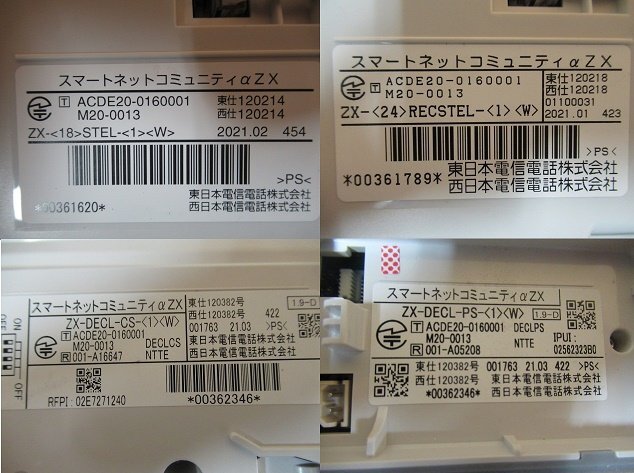 スマートネットコミュニティαZX
T ACDE20-0160001 東仕120214
M20-0013 西仕120214
ZX-<18>STEL-<1><W> 2021.02 454
>PS<
*00361620* 東日本電信電話株式会社
西日本電信電話株式会社
スマートネットコミュニティαZX
T ACDE20-0160001 東仕120218
M20-0013 西仕120218
ZX-<24>RECSTEL-<1><W> 01100031
2021.01 423
>PS<
*00361789* 東日本電信電話株式会社
西日本電信電話株式会社
スマートネットコミュニティαZX 東仕120382号 1.9-D
ZX-DECL-CS-<1><W> 西仕120382号 422
T ACDE20-0160001 001763 21.03 >PS<
M20-0013 DECLCS 東日本電信電話株式会社
R 001-A16647 NTTE 西日本電信電話株式会社
RFPI: 02E7271240 *00362346*
OFF
ON
OFF
スマートネットコミュニティαZX
ZX-DECL-PS-<1><W> 1.9-D
T ACDE20-0160001 DECLPS
M20-0013 NTTE IPUI:
R 001-A05208 02562323B0
東仕120382号 001763 21.03 422 >PS<
西仕120382号 東日本電信電話株式会社
*00362346* 西日本電信電話株式会社